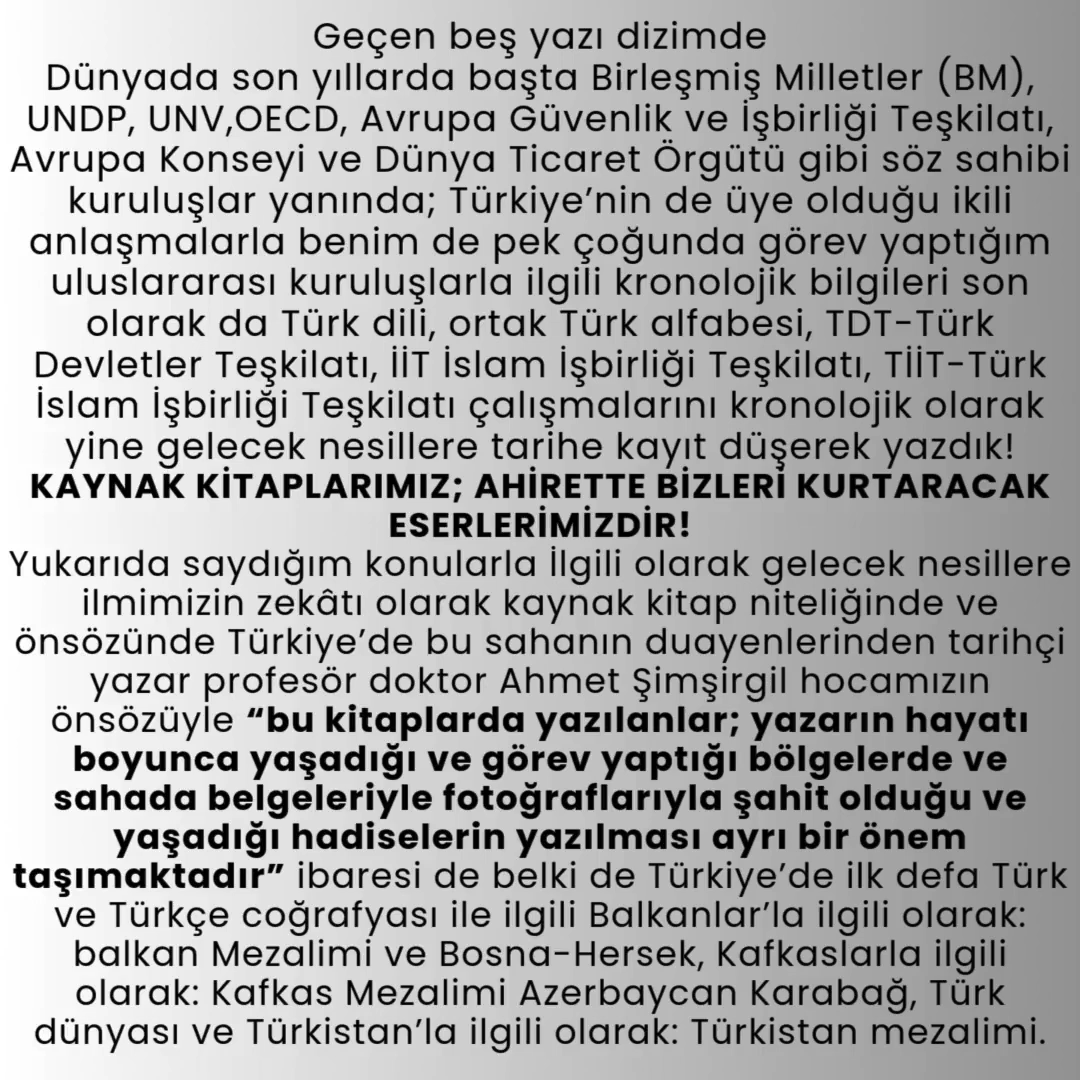 Geçen beş yazı dizimde
Dünyada son yıllarda başta Birleşmiş Milletler (BM),
UNDP, UNV,OECD, Avrupa Güvenlik ve İşbirliği Teşkilatı,
Avrupa Konseyi ve Dünya Ticaret Örgütü gibi söz sahibi
kuruluşlar yanında; Türkiye’nin de üye olduğu ikili
anlaşmalarla benim de pek çoğunda görev yaptığım
uluslararası kuruluşlarla ilgili kronolojik bilgileri son
olarak da Türk dili, ortak Türk alfabesi, TDT-Türk
Devletler Teşkilatı, İİT İslam İşbirliği Teşkilatı, TİİT-Türk
İslam İşbirliği Teşkilatı çalışmalarını kronolojik olarak
yine gelecek nesillere tarihe kayıt düşerek yazdık!
KAYNAK KİTAPLARIMIZ; AHİRETTE BİZLERİ KURTARACAK
ESERLERİMİZDİR!
Yukarıda saydığım konularla İlgili olarak gelecek nesillere
ilmimizin zekâtı olarak kaynak kitap niteliğinde ve
önsözünde Türkiye’de bu sahanın duayenlerinden tarihçi
yazar profesör doktor Ahmet Şimşirgil hocamızın
önsözüyle “bu kitaplarda yazılanlar; yazarın hayatı
boyunca yaşadığı ve görev yaptığı bölgelerde ve
sahada belgeleriyle fotoğraflarıyla şahit olduğu ve
yaşadığı hadiselerin yazılması ayrı bir önem
taşımaktadır” ibaresi de belki de Türkiye’de ilk defa Türk
ve Türkçe coğrafyası ile ilgili Balkanlar’la ilgili olarak:
balkan Mezalimi ve Bosna-Hersek, Kafkaslarla ilgili
olarak: Kafkas Mezalimi Azerbaycan Karabağ, Türk
dünyası ve Türkistan’la ilgili olarak: Türkistan mezalimi.